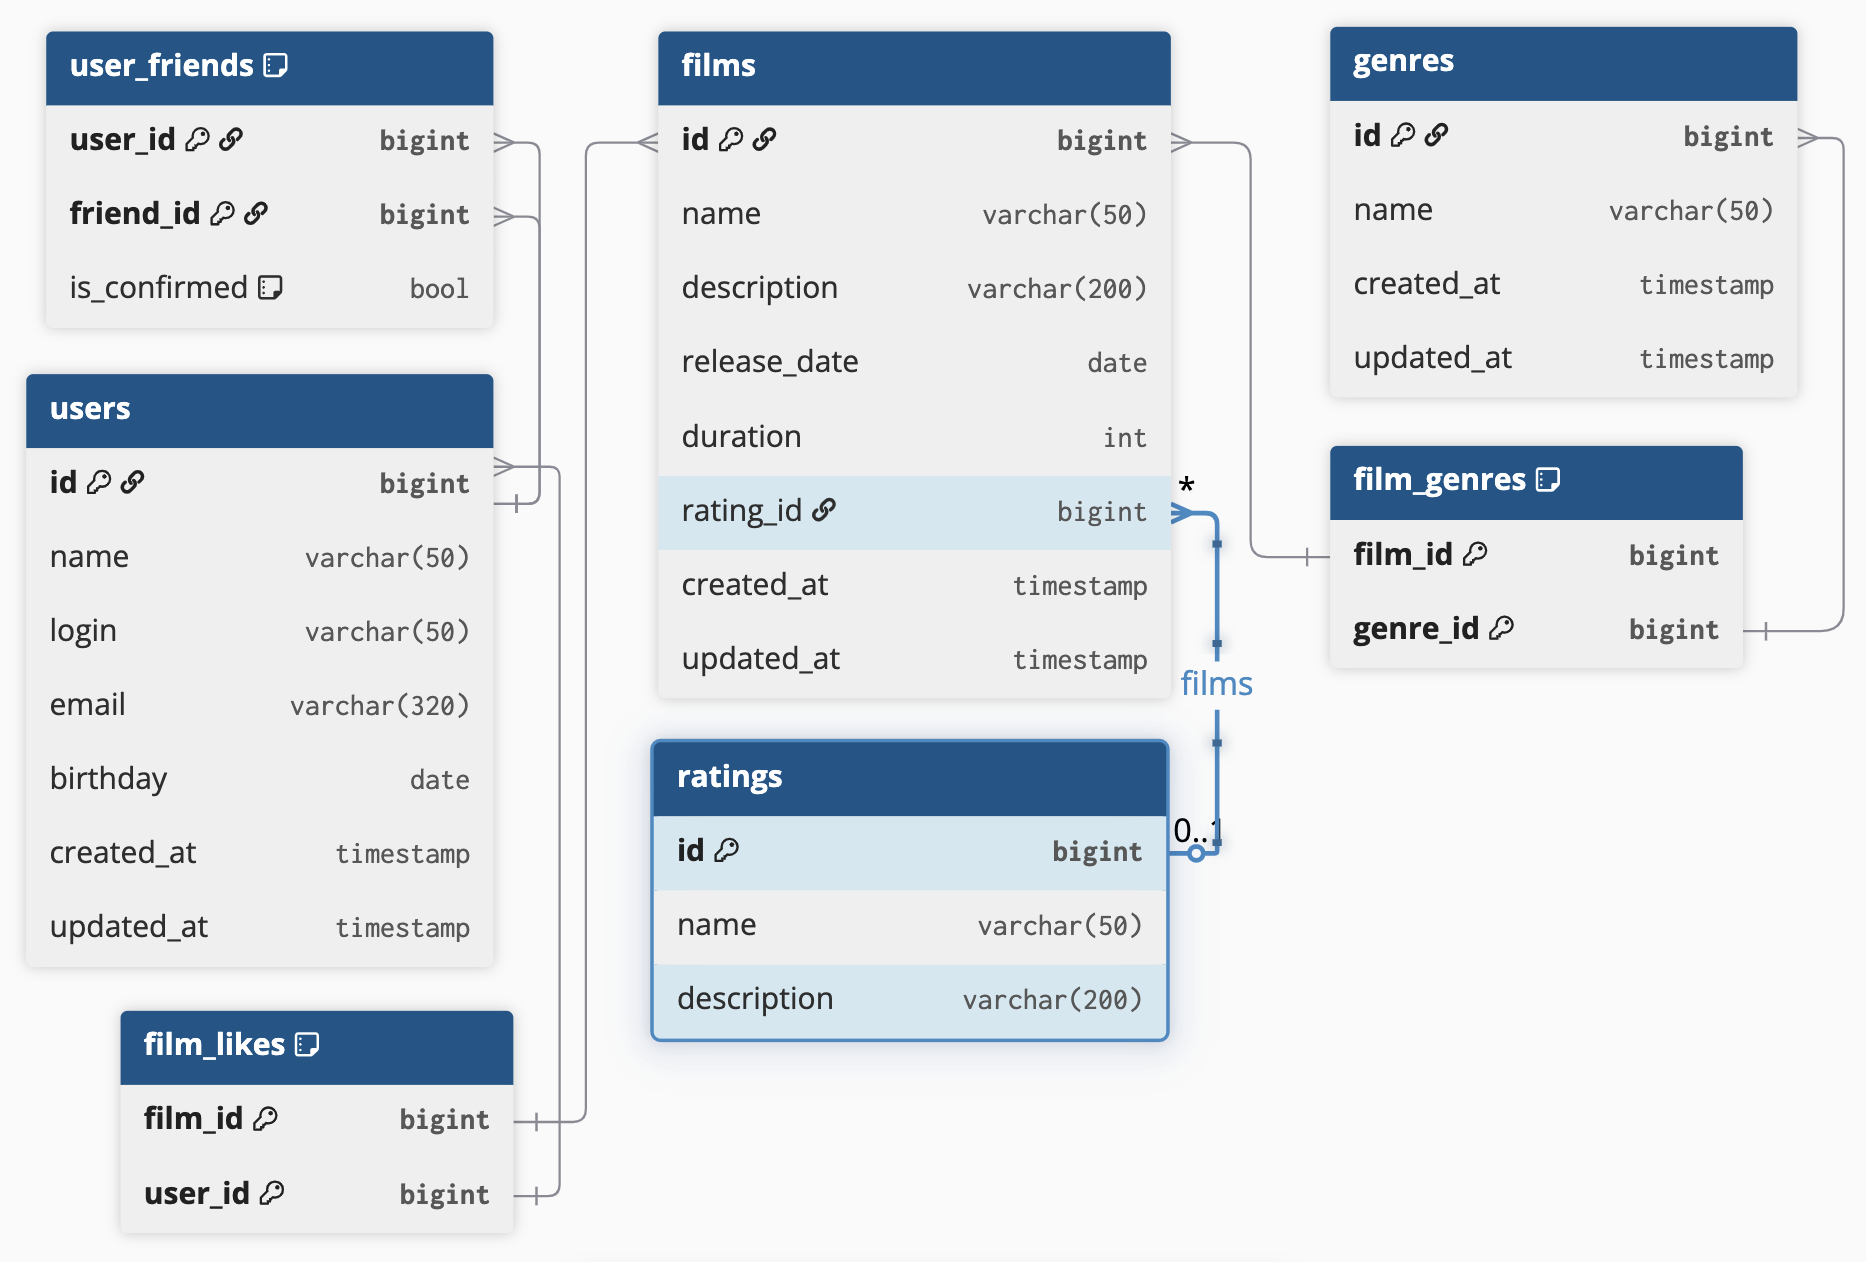 user_friends
user_id bigint
friend_id bigint
is_confirmed bool
users
id bigint
name varchar(50)
login varchar(50)
email varchar(320)
birthday date
created_at timestamp
updated_at timestamp
film_likes
film_id bigint
user_id bigint
films
id bigint
name varchar(50)
description varchar(200)
release_date date
duration int
rating_id bigint
created_at timestamp
updated_at timestamp
*
films
0..1
ratings
id bigint
name varchar(50)
description varchar(200)
genres
id bigint
name varchar(50)
created_at timestamp
updated_at timestamp
film_genres
film_id bigint
genre_id bigint